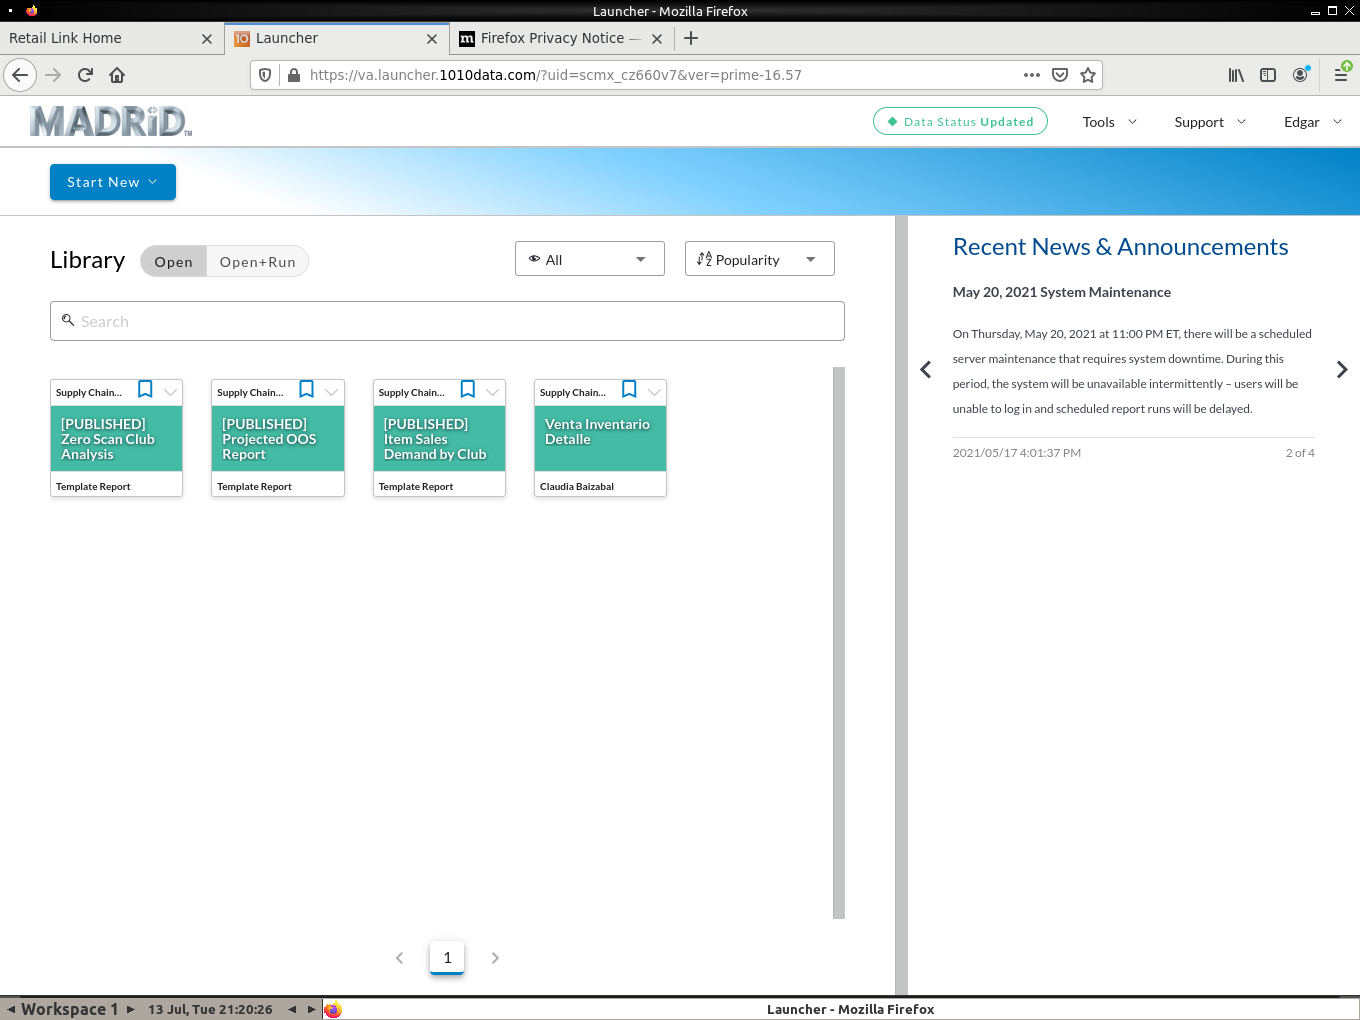 Launcher - Mozilla Firefox
Retail Link Home
Launcher
Firefox Privacy Notice —
https://va.launcher.1010data.com/?uid=scmx_cz660v7&ver=prime-16.57
MADRiD™
Data Status Updated
Tools
Support
Edgar
Start New
Library
Open
Open+Run
All
Popularity
Search
Supply Chain...
[PUBLISHED]
Zero Scan Club
Analysis
Template Report
Supply Chain...
[PUBLISHED]
Projected OOS
Report
Template Report
Supply Chain...
[PUBLISHED]
Item Sales
Demand by Club
Template Report
Supply Chain...
Venta Inventario
Detalle
Claudia Baizabal
1
Recent News & Announcements
May 20, 2021 System Maintenance
On Thursday, May 20, 2021 at 11:00 PM ET, there will be a scheduled
server maintenance that requires system downtime. During this
period, the system will be unavailable intermittently – users will be
unable to log in and scheduled report runs will be delayed.
2021/05/17 4:01:37 PM
2 of 4
Workspace 1
13 Jul, Tue 21:20:26
Launcher - Mozilla Firefox